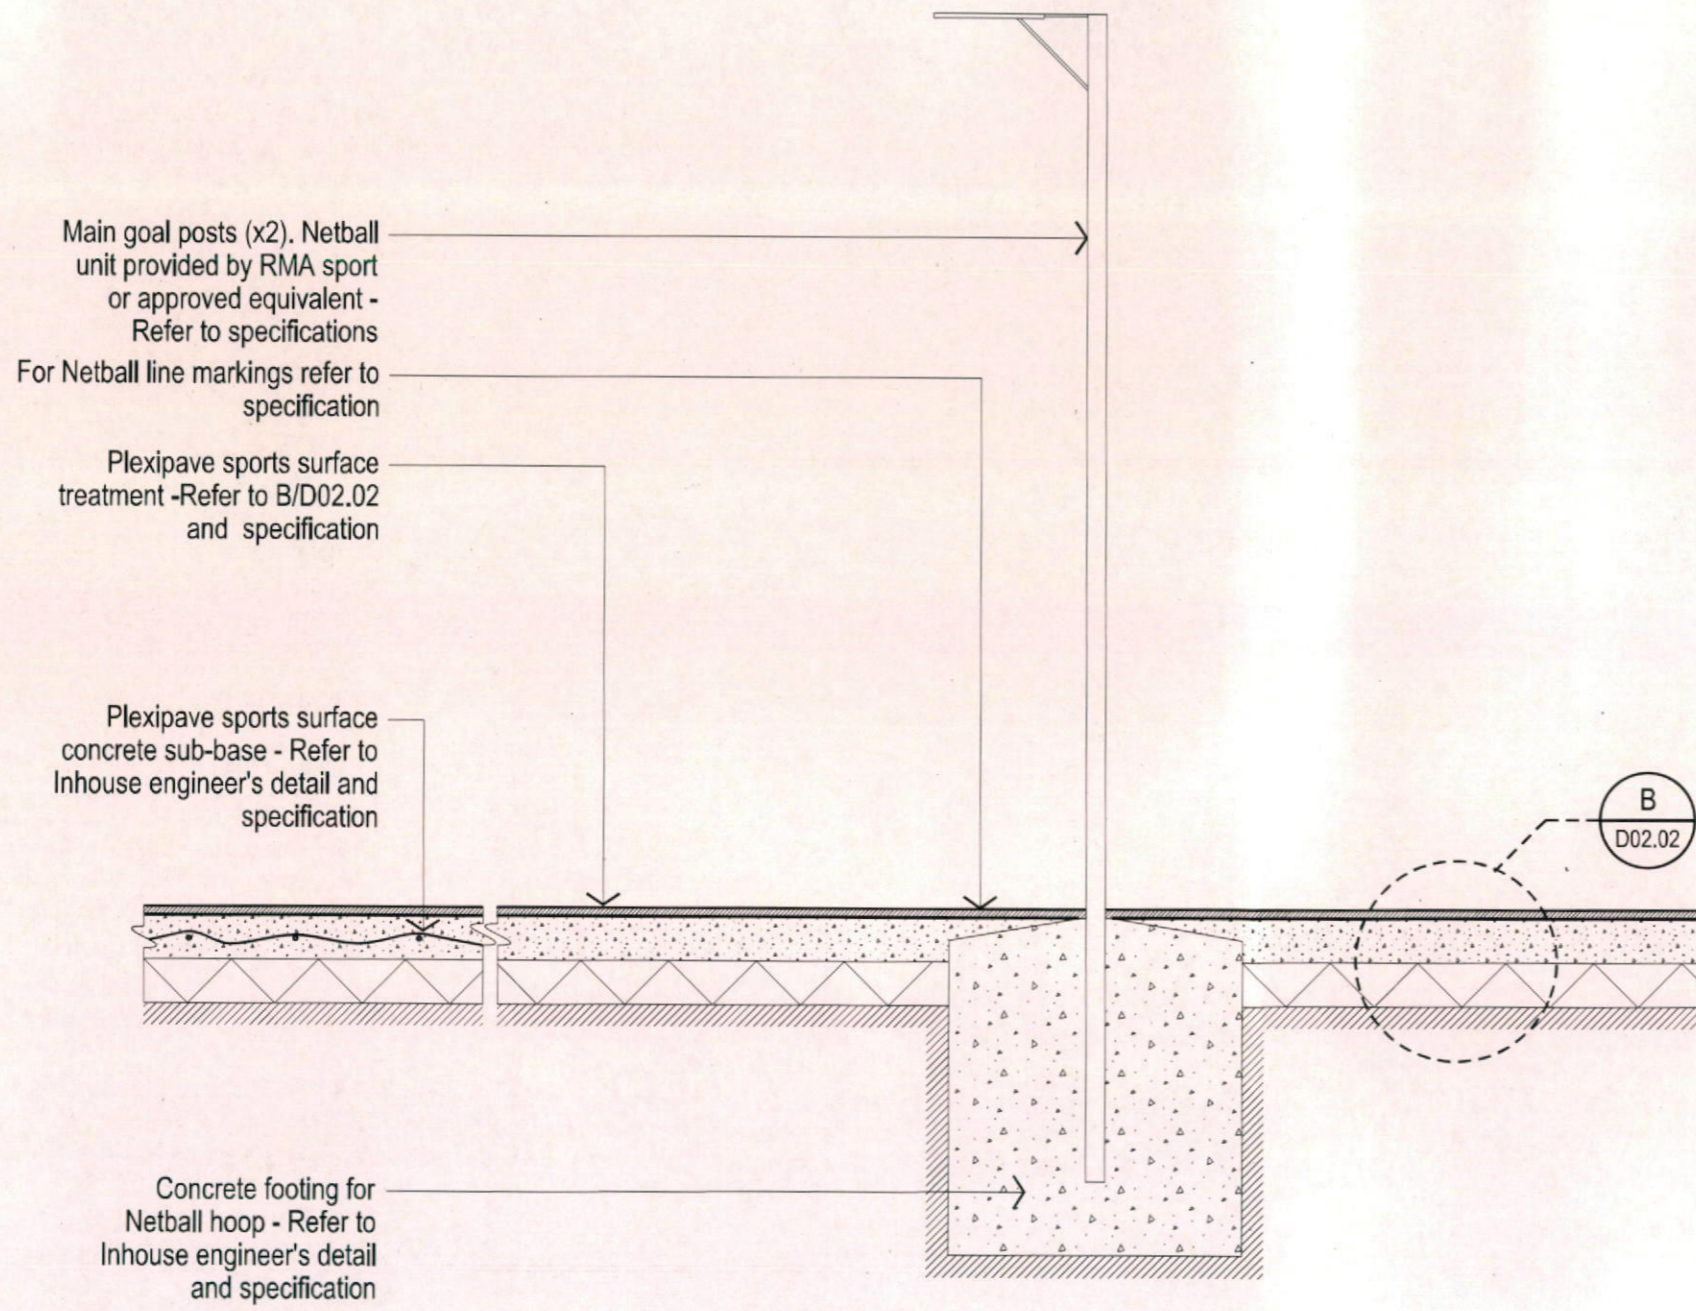 Main goal posts (x2). Netball
unit provided by RMA sport
or approved equivalent -
Refer to specifications
For Netball line markings refer to
specification
Plexipave sports surface
treatment -Refer to B/D02.02
and specification
Plexipave sports surface
concrete sub-base - Refer to
Inhouse engineer's detail and
specification
B
D02.02
Concrete footing for
Netball hoop - Refer to
Inhouse engineer's detail
and specification